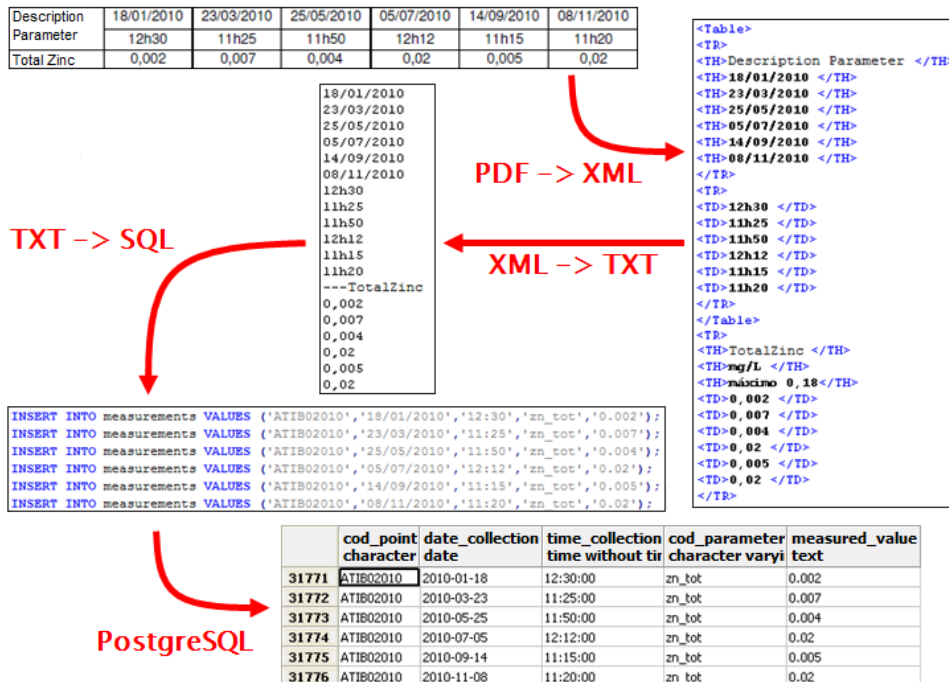 Description 18/01/2010 23/03/2010 25/05/2010 05/07/2010 14/09/2010 08/11/2010
Parameter 12h30 11h25 11h50 12h12 11h15 11h20
Total Zinc 0,002 0,007 0,004 0,02 0,005 0,02
PDF -> XML
<Table>
<TR>
<TH>Description Parameter </TH>
<TH>18/01/2010 </TH>
<TH>23/03/2010 </TH>
<TH>25/05/2010 </TH>
<TH>05/07/2010 </TH>
<TH>14/09/2010 </TH>
<TH>08/11/2010 </TH>
</TR>
<TR>
<TD>12h30 </TD>
<TD>11h25 </TD>
<TD>11h50 </TD>
<TD>12h12 </TD>
<TD>11h15 </TD>
<TD>11h20 </TD>
</TR>
</Table>
<TR>
<TH>TotalZinc </TH>
<TH>mg/L </TH>
<TH>máximo 0,18</TH>
<TD>0,002 </TD>
<TD>0,007 </TD>
<TD>0,004 </TD>
<TD>0,02 </TD>
<TD>0,005 </TD>
<TD>0,02 </TD>
</TR>
XML -> TXT
18/01/2010
23/03/2010
25/05/2010
05/07/2010
14/09/2010
08/11/2010
12h30
11h25
11h50
12h12
11h15
11h20
---TotalZinc
0,002
0,007
0,004
0,02
0,005
0,02
TXT -> SQL
INSERT INTO measurements VALUES ('ATIB02010','18/01/2010','12:30','zn_tot','0.002');
INSERT INTO measurements VALUES ('ATIB02010','23/03/2010','11:25','zn_tot','0.007');
INSERT INTO measurements VALUES ('ATIB02010','25/05/2010','11:50','zn_tot','0.004');
INSERT INTO measurements VALUES ('ATIB02010','05/07/2010','12:12','zn_tot','0.02');
INSERT INTO measurements VALUES ('ATIB02010','14/09/2010','11:15','zn_tot','0.005');
INSERT INTO measurements VALUES ('ATIB02010','08/11/2010','11:20','zn_tot','0.02');
PostgreSQL
cod_point date_collection time_collection cod_parameter measured_value
character date time without tir character varyi text
31771 ATIB02010 2010-01-18 12:30:00 zn_tot 0.002
31772 ATIB02010 2010-03-23 11:25:00 zn_tot 0.007
31773 ATIB02010 2010-05-25 11:50:00 zn_tot 0.004
31774 ATIB02010 2010-07-05 12:12:00 zn_tot 0.02
31775 ATIB02010 2010-09-14 11:15:00 zn_tot 0.005
31776 ATIB02010 2010-11-08 11:20:00 zn_tot 0.02